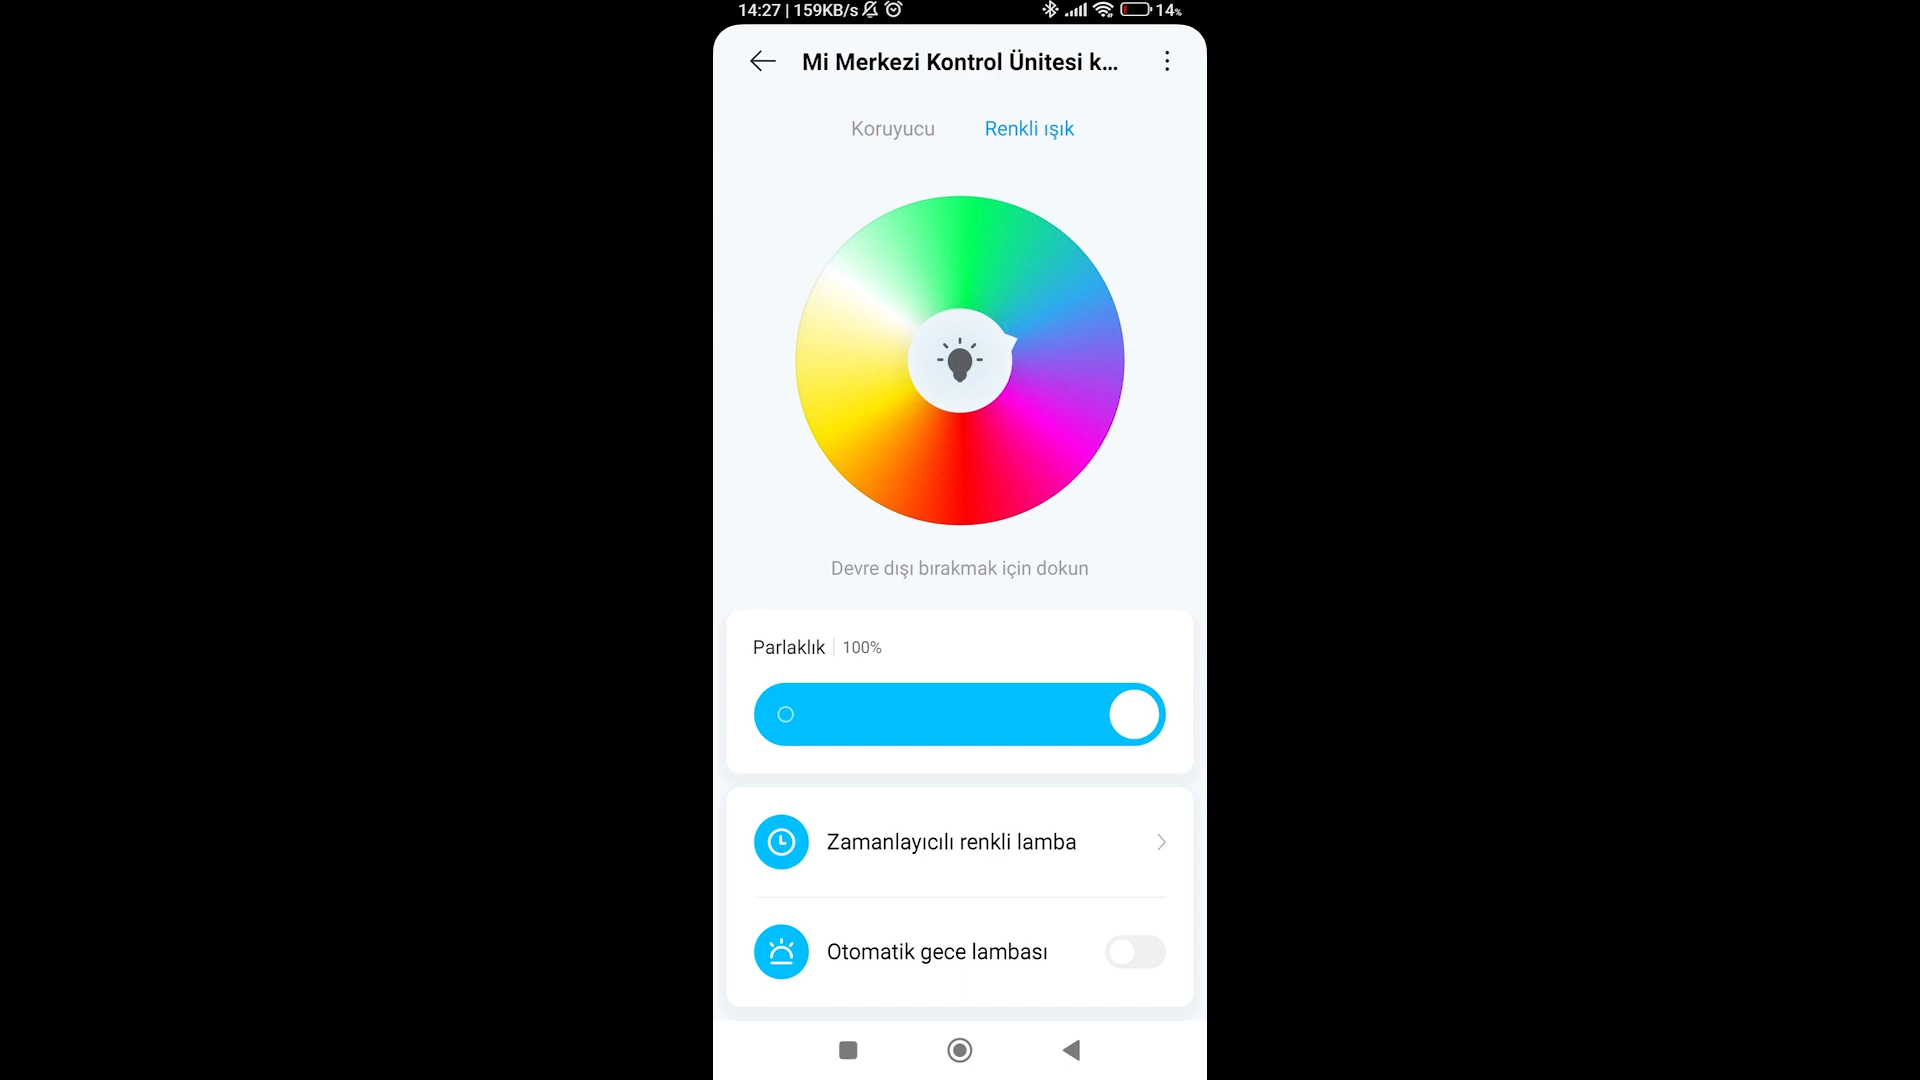 14:27 | 159KB/s
14%
Mi Merkezi Kontrol Ünitesi k...
Koruyucu
Renkli ışık
Devre dışı bırakmak için dokun
Parlaklık 100%
Zamanlayıcılı renkli lamba
Otomatik gece lambası